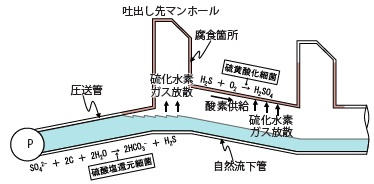 吐出し先マンホール
腐食箇所
硫黄酸化細菌
H₂S + O₂ → H₂SO₄
硫化水素
ガス放散
圧送管
酸素供給
硫化水素
ガス放散
P
SO₄²⁻ + 2C + 2H₂O → 2HCO₃⁻ + H₂S
硫酸塩還元細菌
自然流下管